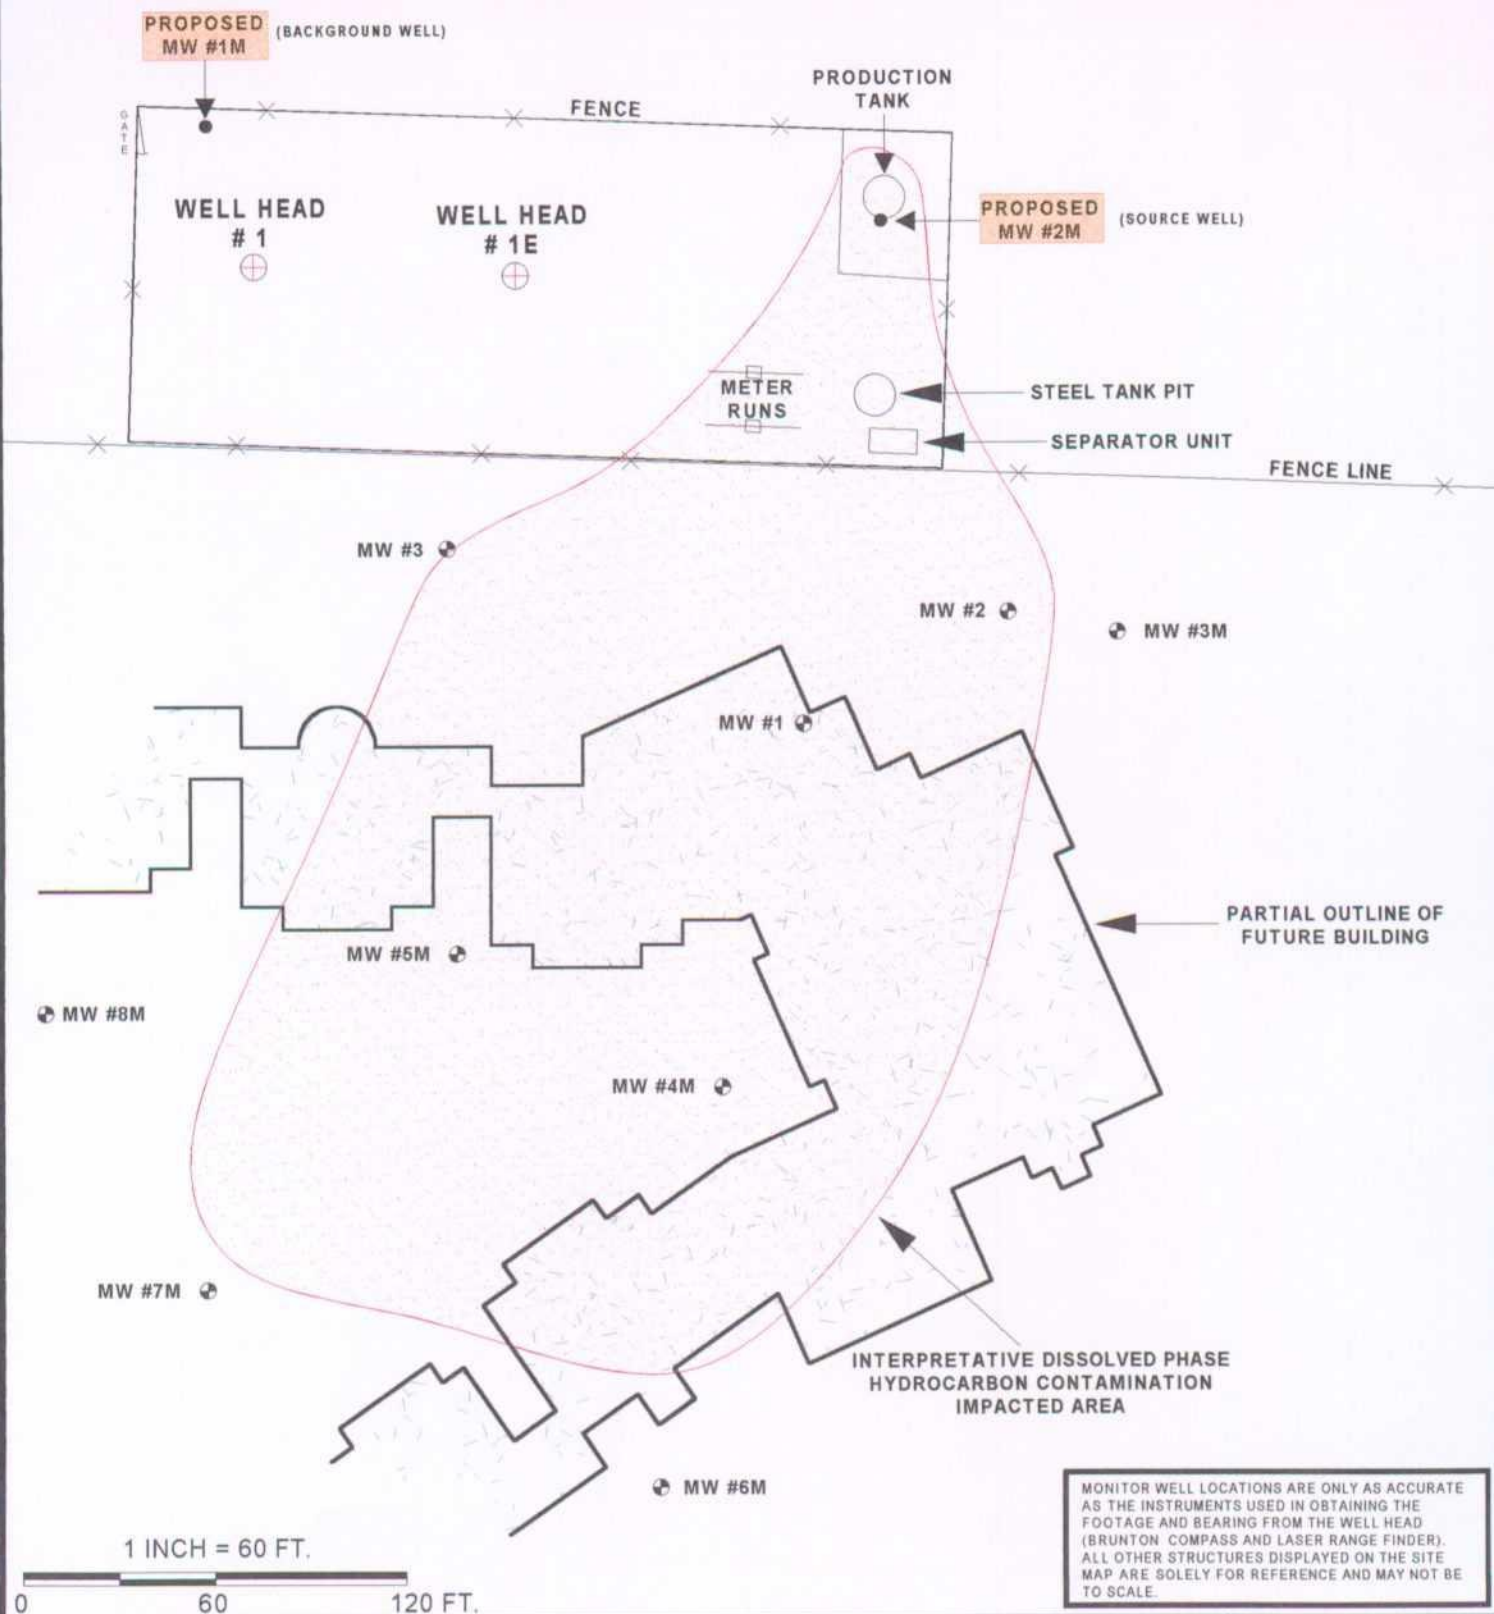 PROPOSED
MW #1M
(BACKGROUND WELL)
PRODUCTION
TANK
FENCE
GATE
WELL HEAD
# 1
WELL HEAD
# 1E
PROPOSED
MW #2M
(SOURCE WELL)
METER
RUNS
STEEL TANK PIT
SEPARATOR UNIT
FENCE LINE
MW #3
MW #2
MW #3M
MW #1
PARTIAL OUTLINE OF
FUTURE BUILDING
MW #5M
MW #8M
MW #4M
MW #7M
INTERPRETATIVE DISSOLVED PHASE
HYDROCARBON CONTAMINATION
IMPACTED AREA
MW #6M
MONITOR WELL LOCATIONS ARE ONLY AS ACCURATE
AS THE INSTRUMENTS USED IN OBTAINING THE
FOOTAGE AND BEARING FROM THE WELL HEAD
(BRUNTON COMPASS AND LASER RANGE FINDER).
ALL OTHER STRUCTURES DISPLAYED ON THE SITE
MAP ARE SOLELY FOR REFERENCE AND MAY NOT BE
TO SCALE.
1 INCH = 60 FT.
0 60 120 FT.